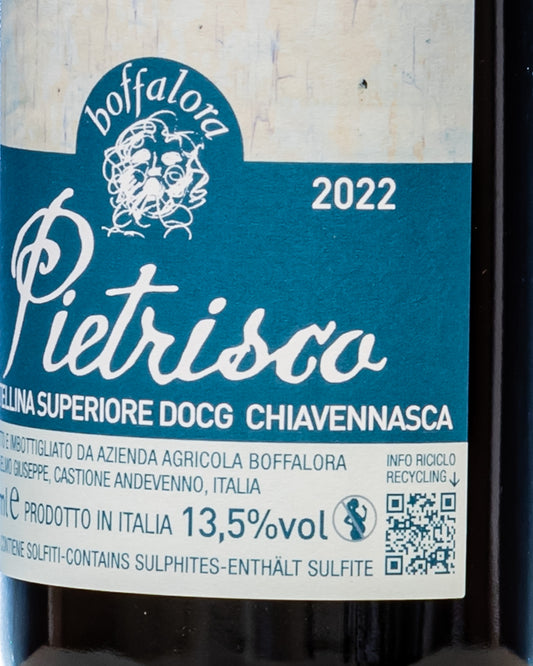 boffalora
2022
Pietrisco
TELLINA SUPERIORE DOCG CHIAVENNASCA
TO E IMBOTTIGLIATO DA AZIENDA AGRICOLA BOFFALORA
GIUSEPPE, CASTIONE ANDEVENNO, ITALIA
INFO RICICLO
RECYCLING
ml e PRODOTTO IN ITALIA 13,5%vol
CONTIENE SOLFITI-CONTAINS SULPHITES-ENTHÄLT SULFITE